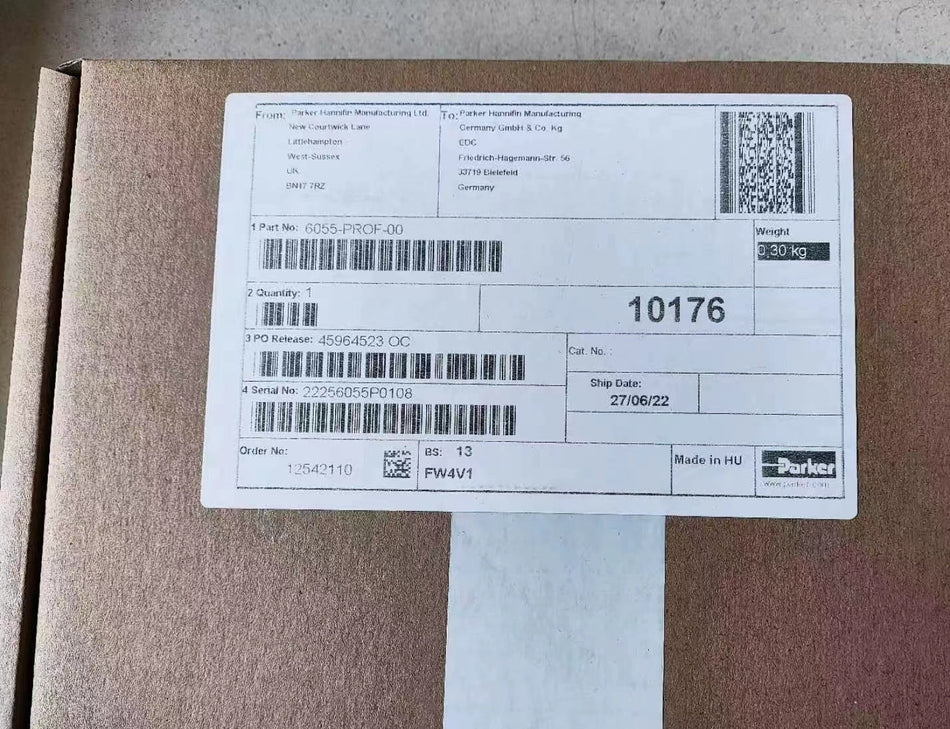 From: Parker Hannifin Manufacturing Ltd.
New Courtwick Lane
Littlehampton
West-Sussex
UK
BN17 7RZ
To: Parker Hannifin Manufacturing
Germany GmbH & Co. Kg
EDC
Friedrich-Hagemann-Str. 56
33719 Bielefeld
Germany
1 Part No: 6055-PROF-00
Weight
0.30 kg
2 Quantity: 1
10176
3 PO Release: 45964523 OC
Cat. No. :
4 Serial No: 22256055P0108
Ship Date:
27/06/22
Order No:
12542110
BS: 13
FW4V1
Made in HU
Parker
www.parker.com